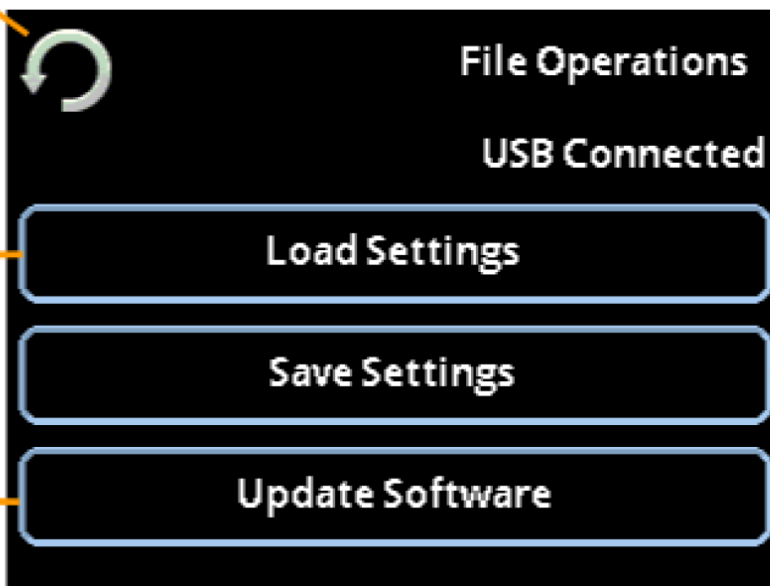 File Operations
USB Connected
Load Settings
Save Settings
Update Software